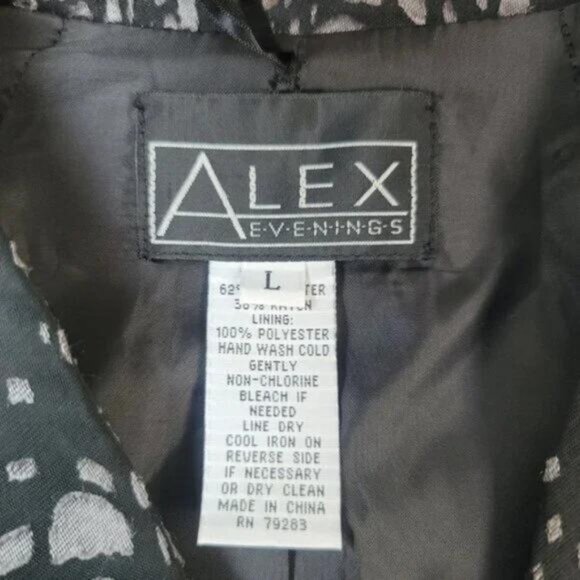 ALEX
E·V·E·N·I·N·G·S
L
LINING:
100% POLYESTER
HAND WASH COLD
GENTLY
NON-CHLORINE
BLEACH IF
NEEDED
LINE DRY
COOL IRON ON
REVERSE SIDE
IF NECESSARY
OR DRY CLEAN
MADE IN CHINA
RN 79283